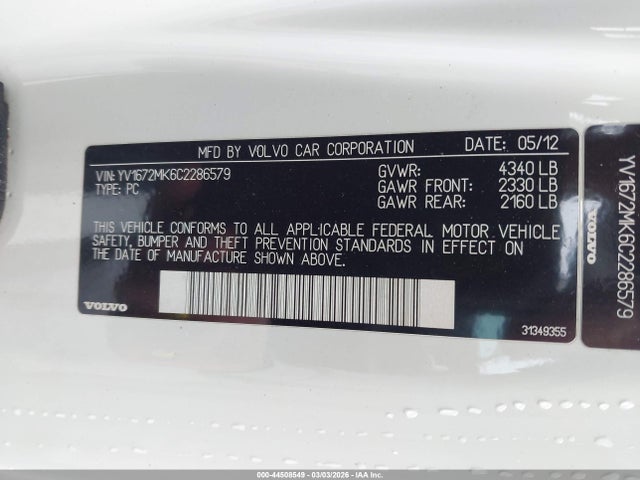 MFD BY VOLVO CAR CORPORATION DATE: 05/12
VIN: YV1672MK6C2286579 GVWR: 4340 LB
TYPE: PC GAWR FRONT: 2330 LB
GAWR REAR: 2160 LB
THIS VEHICLE CONFORMS TO ALL APPLICABLE FEDERAL MOTOR VEHICLE
SAFETY, BUMPER AND THEFT PREVENTION STANDARDS IN EFFECT ON
THE DATE OF MANUFACTURE SHOWN ABOVE.
VOLVO
31349355
YV1672MK6C2286579
VOLVO
000-44508549 - 03/03/2026 - IAAI.COM